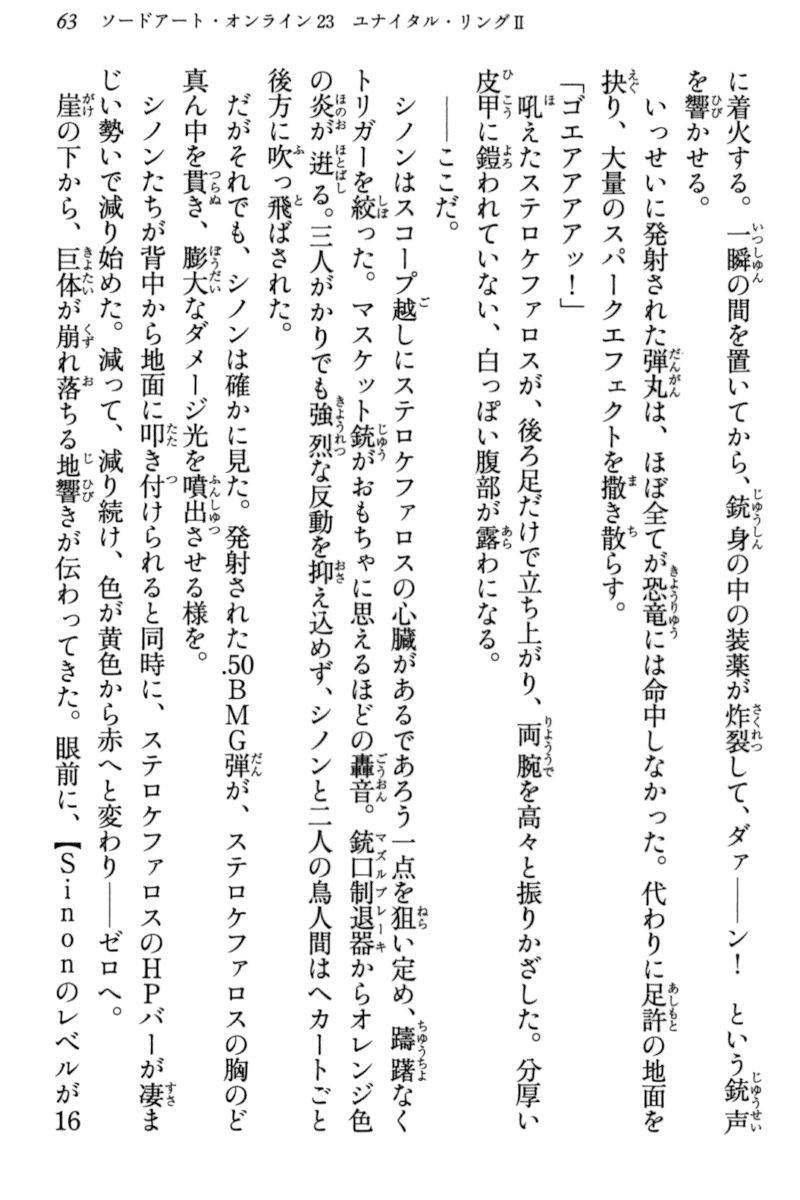 63　ソードアート・オンライン23　ユナイタル・リングⅡ
に着火する。一瞬の間を置いてから、銃身の中の装薬が炸裂して、ダァ――ン！　という銃声
を響かせる。
　いっせいに発射された弾丸は、ほぼ全てが恐竜には命中しなかった。代わりに足許の地面を
抉り、大量のスパークエフェクトを撒き散らす。
「ゴエアアアアッ！」
　吼えたステロケファロスが、後ろ足だけで立ち上がり、両腕を高々と振りかざした。分厚い
皮甲に鎧われていない、白っぽい腹部が露わになる。
　――ここだ。
　シノンはスコープ越しにステロケファロスの心臓があるであろう一点を狙い定め、躊躇なく
トリガーを絞った。マスケット銃がおもちゃに思えるほどの轟音。銃口制退器からオレンジ色
の炎が迸る。三人がかりでも強烈な反動を抑え込めず、シノンと二人の鳥人間はヘカートごと
後方に吹っ飛ばされた。
　だがそれでも、シノンは確かに見た。発射された.50ＢＭＧ弾が、ステロケファロスの胸のど
真ん中を貫き、膨大なダメージ光を噴出させる様を。
　シノンたちが背中から地面に叩き付けられると同時に、ステロケファロスのＨＰバーが凄ま
じい勢いで減り始めた。減って、減り続け、色が黄色から赤へと変わり――ゼロへ。
　崖の下から、巨体が崩れ落ちる地響きが伝わってきた。眼前に、【Ｓｉｎｏｎのレベルが16